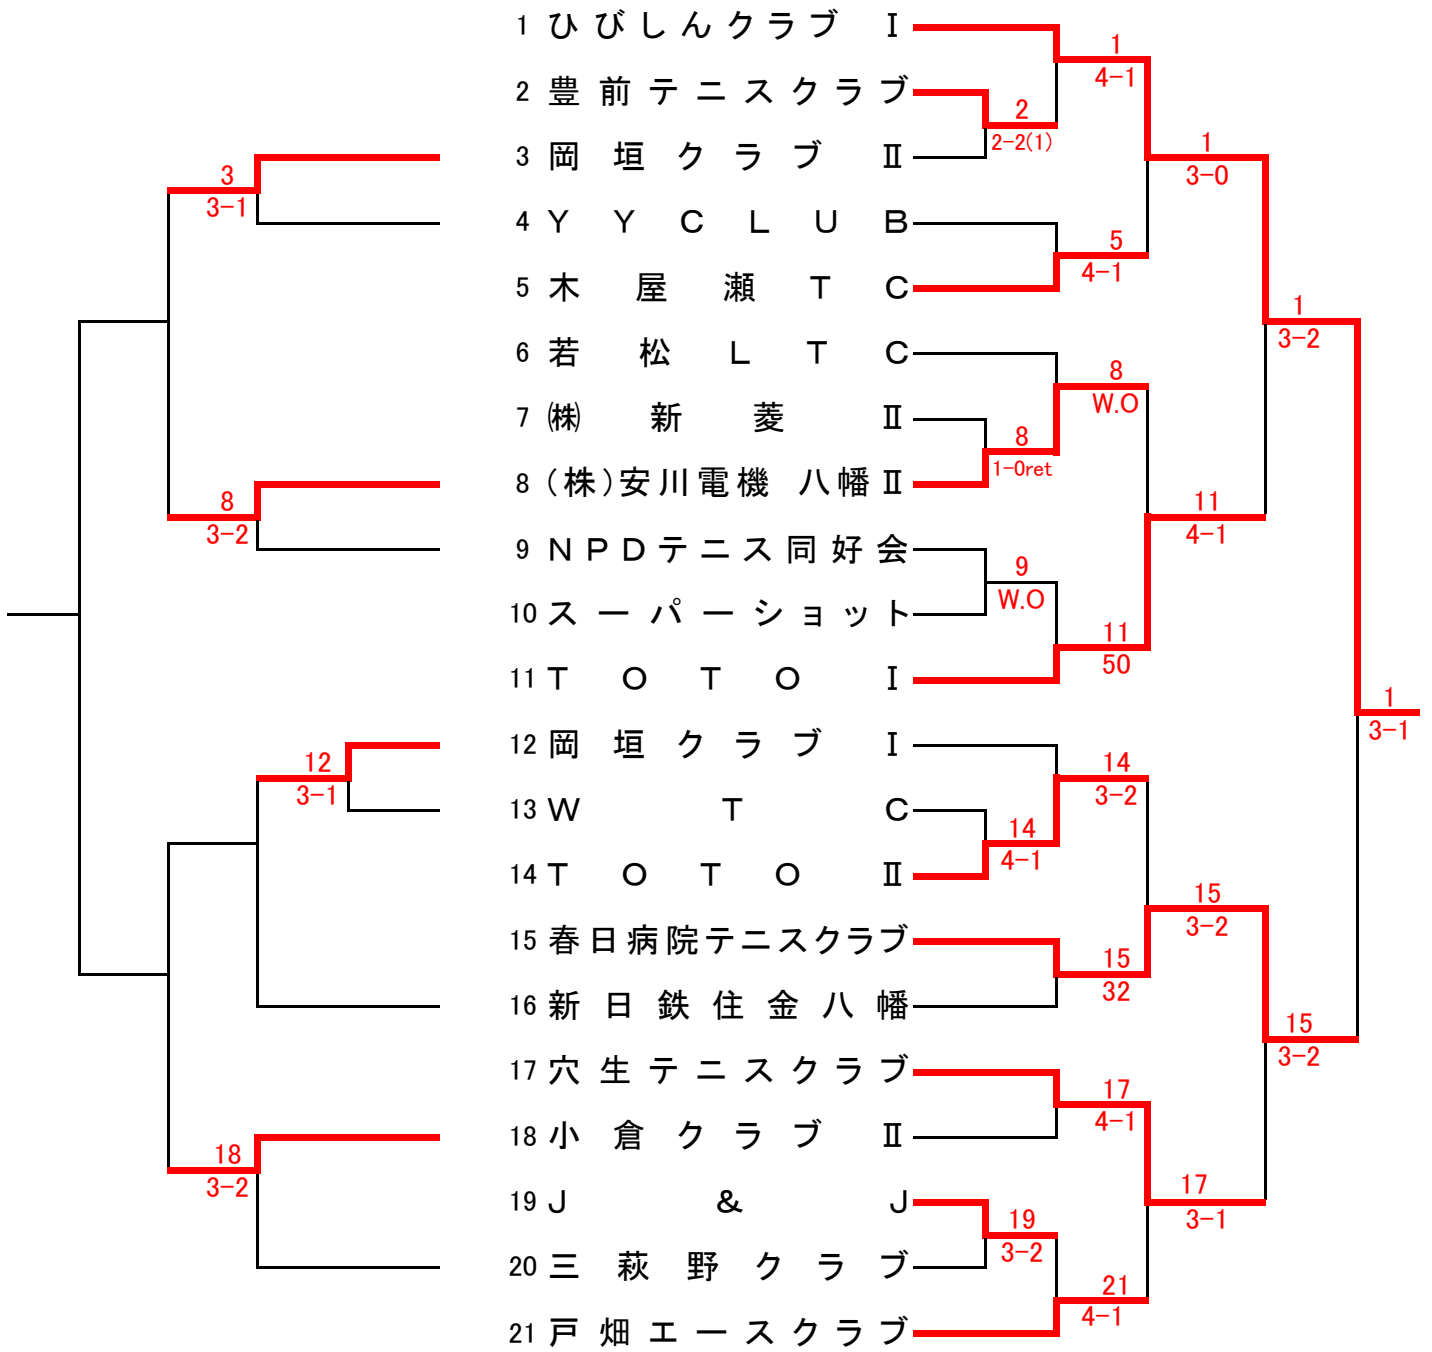 1 ひびしんクラブ Ⅰ
2 豊前テニスクラブ
3 岡垣クラブ Ⅱ
4 ＹＹＣＬＵＢ
5 木屋瀬ＴＣ
6 若松ＬＴＣ
7 ㈱新菱Ⅱ
8 (株)安川電機 八幡Ⅱ
9 ＮＰＤテニス同好会
10 スーパーショット
11 ＴＯＴＯ Ⅰ
12 岡垣クラブ Ⅰ
13 ＷＴＣ
14 ＴＯＴＯ Ⅱ
15 春日病院テニスクラブ
16 新日鉄住金八幡
17 穴生テニスクラブ
18 小倉クラブ Ⅱ
19 Ｊ＆Ｊ
20 三萩野クラブ
21 戸畑エースクラブ
3
3-1
8
3-2
12
3-1
18
3-2
2
2-2(1)
8
1-0ret
9
W.O
14
4-1
19
3-2
1
4-1
5
4-1
8
W.O
11
50
14
3-2
15
32
17
4-1
21
4-1
1
3-0
11
4-1
15
3-2
17
3-1
1
3-2
15
3-2
1
3-1